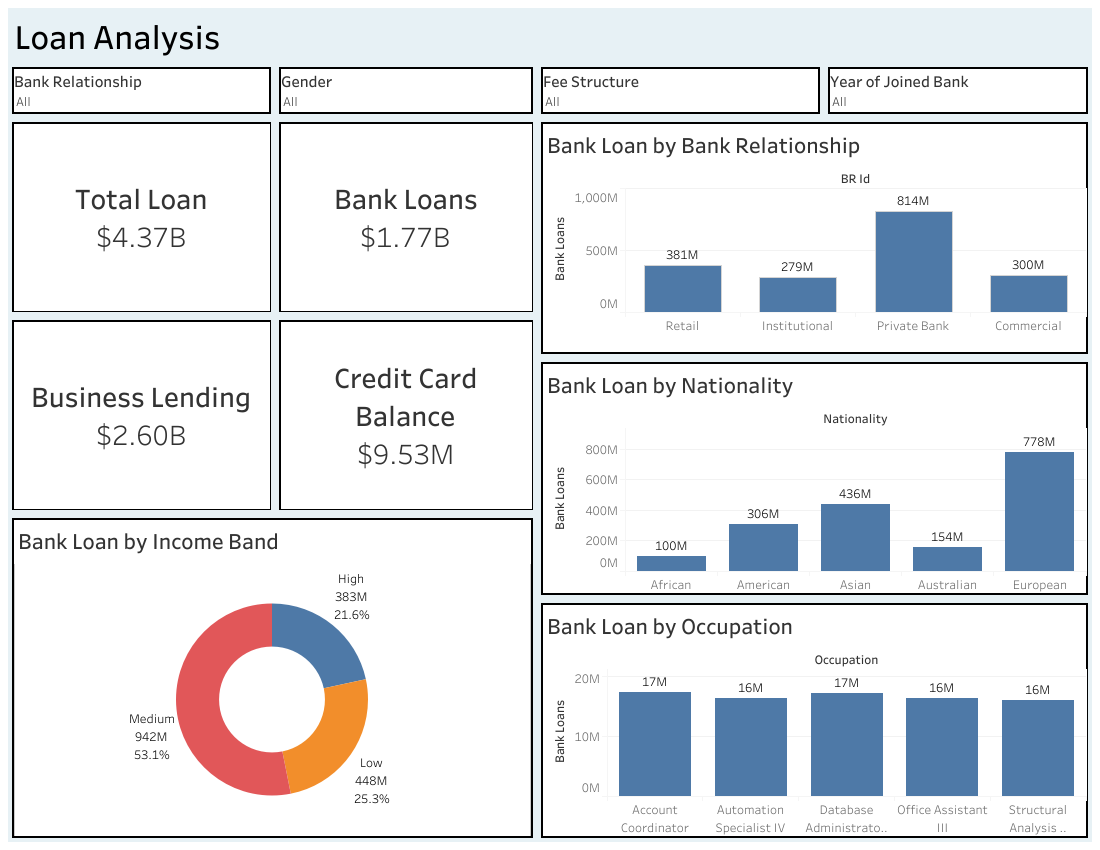 Loan Analysis
Bank Relationship
All
Gender
All
Fee Structure
All
Year of Joined Bank
All
Total Loan
$4.37B
Bank Loans
$1.77B
Business Lending
$2.60B
Credit Card
Balance
$9.53M
Bank Loan by Income Band
High
383M
21.6%
Medium
942M
53.1%
Low
448M
25.3%
Bank Loan by Bank Relationship
BR Id
Bank Loans
1,000M
500M
0M
381M
279M
814M
300M
Retail
Institutional
Private Bank
Commercial
Bank Loan by Nationality
Nationality
Bank Loans
800M
600M
400M
200M
0M
100M
306M
436M
154M
778M
African
American
Asian
Australian
European
Bank Loan by Occupation
Occupation
Bank Loans
20M
10M
0M
17M
16M
17M
16M
16M
Account
Coordinator
Automation
Specialist IV
Database
Administrato..
Office Assistant
III
Structural
Analysis ..